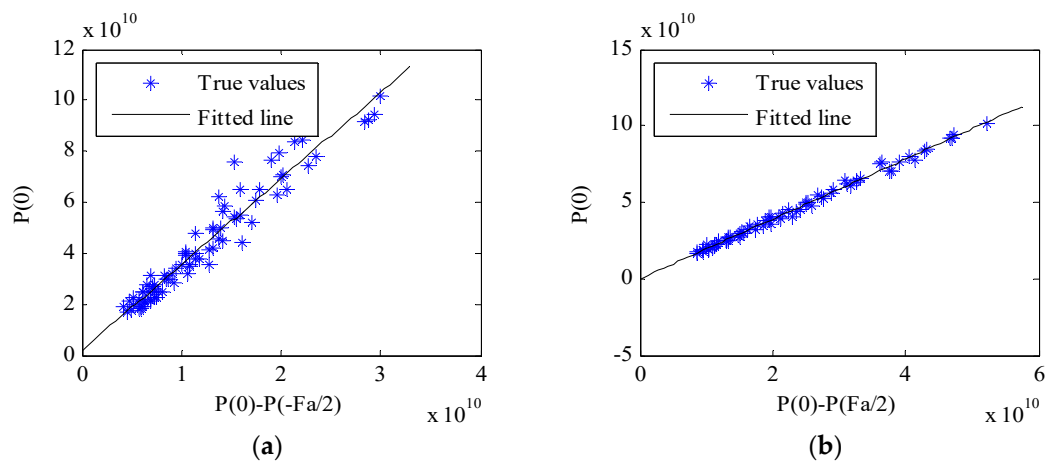 x 10^10
12
10
8
6
4
2
0
P(0)
True values
Fitted line
0
1
2
3
4
P(0)-P(-Fa/2)
x 10^10
(a)
x 10^10
15
10
5
0
-5
P(0)
True values
Fitted line
0
2
4
6
P(0)-P(Fa/2)
x 10^10
(b)